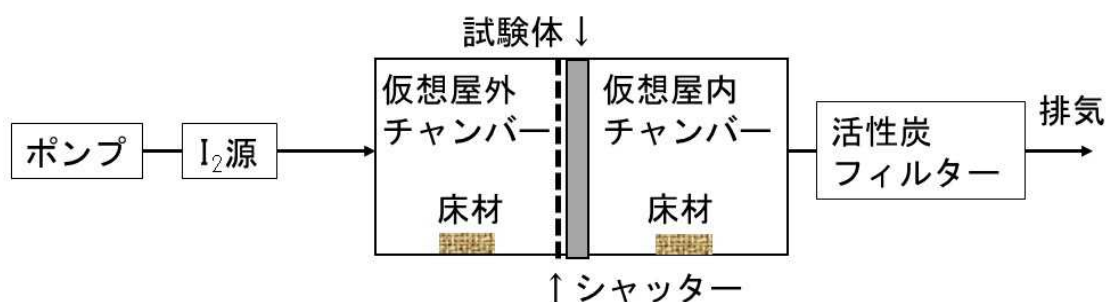 試験体↓
仮想屋外
チャンバー
仮想屋内
チャンバー
ポンプ
I₂源
活性炭
フィルター
排気
床材
床材
↑シャッター